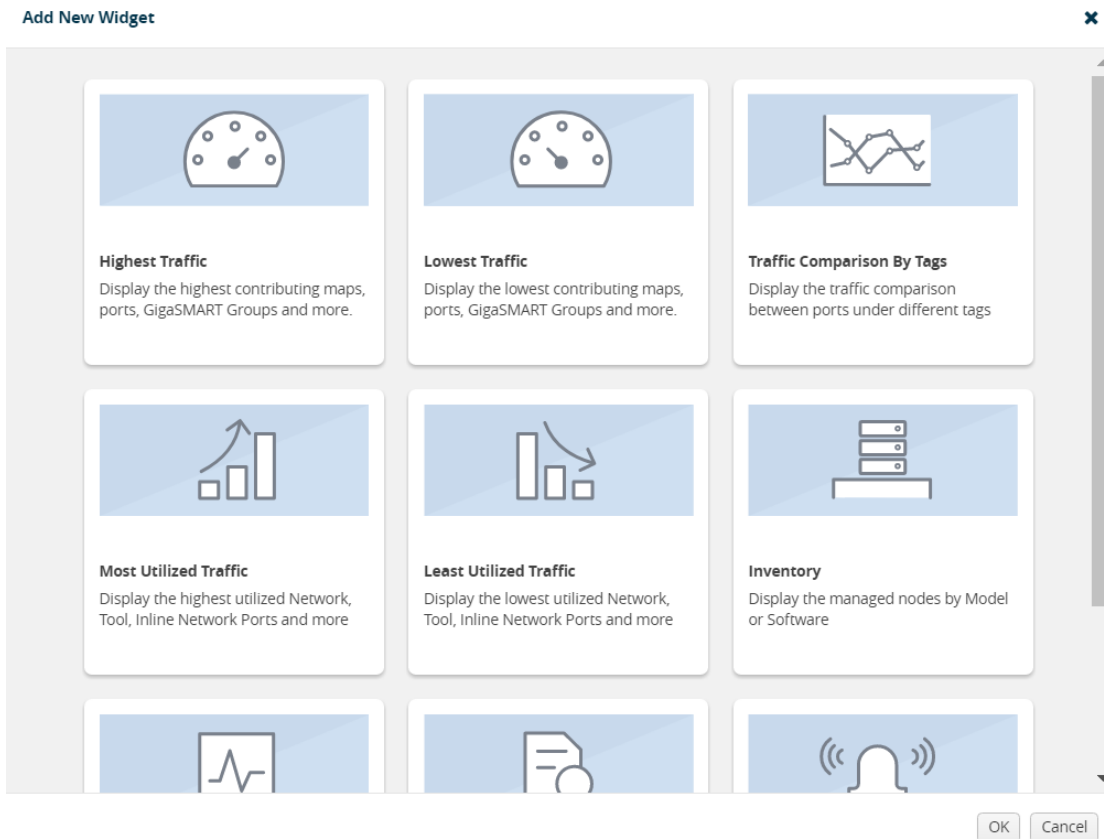 Add New Widget
Highest Traffic
Display the highest contributing maps,
ports, GigaSMART Groups and more.
Lowest Traffic
Display the lowest contributing maps,
ports, GigaSMART Groups and more.
Traffic Comparison By Tags
Display the traffic comparison
between ports under different tags
Most Utilized Traffic
Display the highest utilized Network,
Tool, Inline Network Ports and more
Least Utilized Traffic
Display the lowest utilized Network,
Tool, Inline Network Ports and more
Inventory
Display the managed nodes by Model
or Software
OK
Cancel